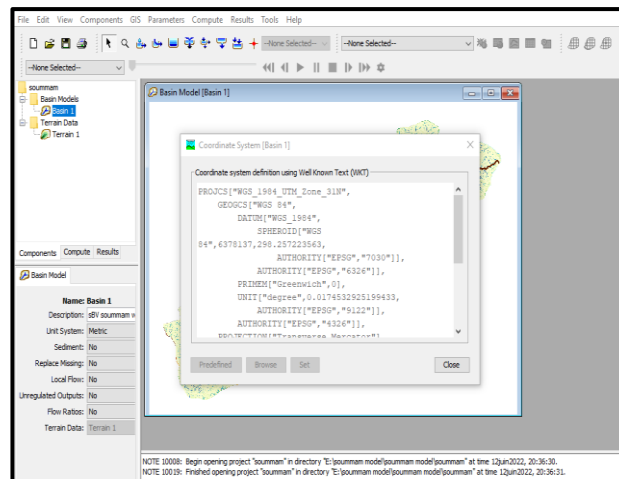 File Edit View Components GIS Parameters Compute Results Tools Help
--None Selected-- --None Selected--
--None Selected--
soummam
Basin Models
Basin 1
Terrain Data
Terrain 1
Components Compute Results
Basin Model
Name: Basin 1
Description: sBV soummam w
Unit System: Metric
Sediment: No
Replace Missing: No
Local Flow: No
Unregulated Outputs: No
Flow Ratios: No
Terrain Data: Terrain 1
Basin Model [Basin 1]
Coordinate System [Basin 1]
Coordinate system definition using Well Known Text (WKT)
PROJCS["WGS_1984_UTM_Zone_31N",
GEOGCS["WGS 84",
DATUM["WGS_1984",
SPHEROID["WGS
84",6378137,298.257223563,
AUTHORITY["EPSG","7030"]],
AUTHORITY["EPSG","6326"]],
PRIMEM["Greenwich",0],
UNIT["degree",0.0174532925199433,
AUTHORITY["EPSG","9122"]],
AUTHORITY["EPSG","4326"]],
PROJECTION["Transverse_Mercator"],
Predefined Browse Set Close
NOTE 10008: Begin opening project "soummam" in directory "E:\soummam model\soummam model\soummam" at time 12juin2022, 20:36:30.
NOTE 10019: Finished opening project "soummam" in directory "E:\soummam model\soummam model\soummam" at time 12juin2022, 20:36:31.